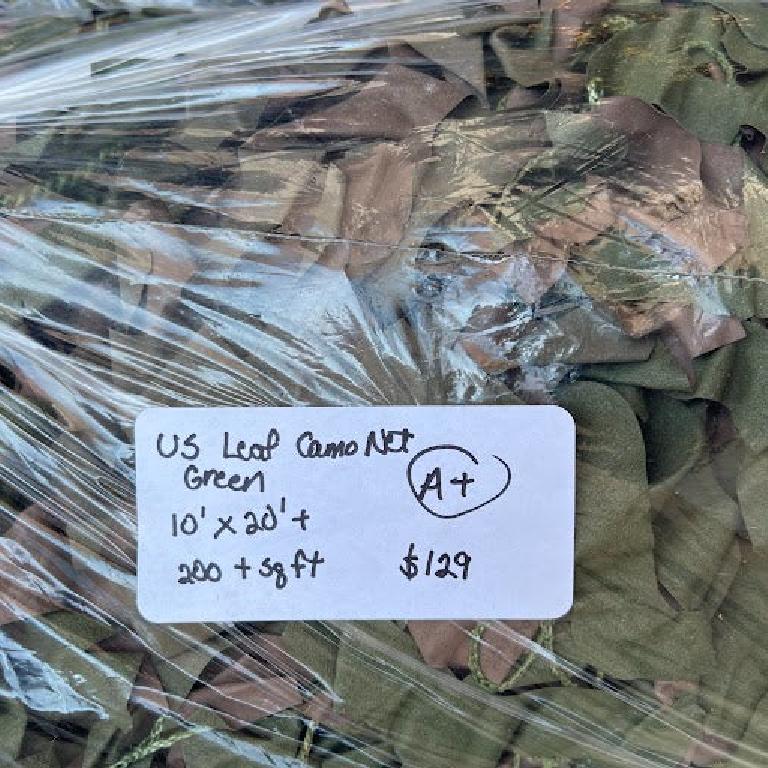 US Leaf Camo Net
Green
A+
10' x 20'+
200 + sq ft
$129